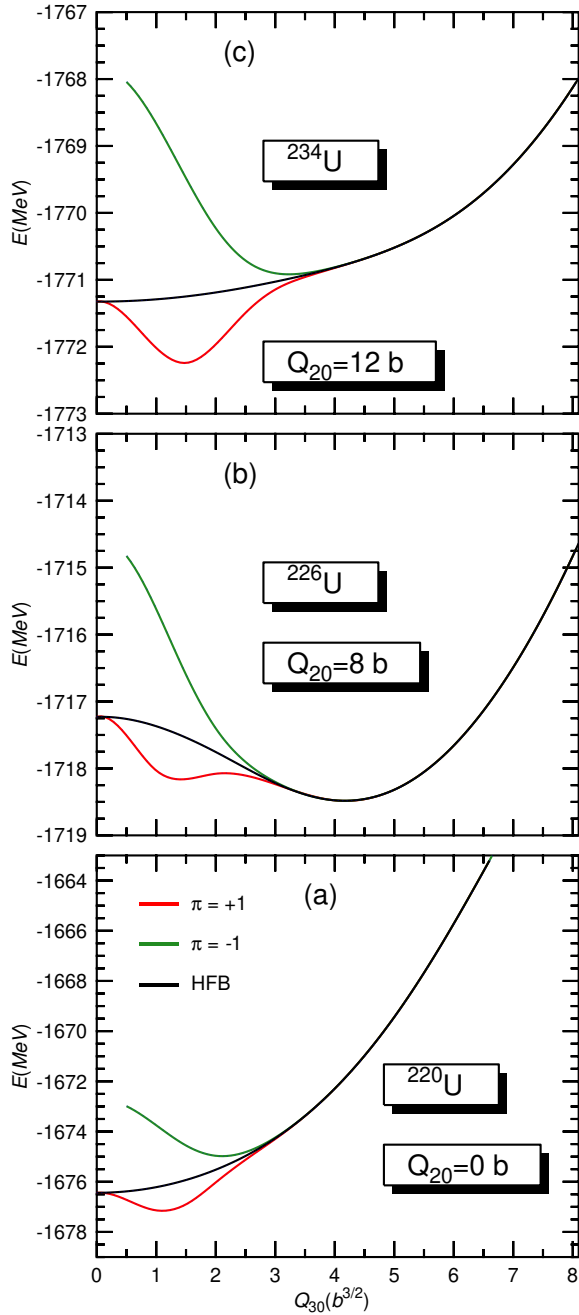 -1767
(c)
-1768
²³⁴U
-1769
-1770
E(MeV)
-1771
-1772
Q₂₀=12 b
-1773
-1713
(b)
-1714
-1715
²²⁶U
-1716
E(MeV)
Q₂₀=8 b
-1717
-1718
-1719
-1664
(a)
π = +1
-1666
π = -1
-1668
HFB
-1670
E(MeV)
-1672
²²⁰U
-1674
-1676
Q₂₀=0 b
-1678
0 1 2 3 4 5 6 7 8
Q₃₀(b³ᐟ²)